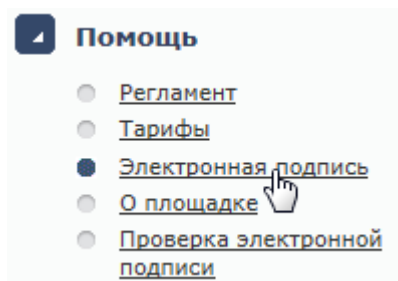 Помощь
Регламент
Тарифы
Электронная подпись
О площадке
Проверка электронной
подписи